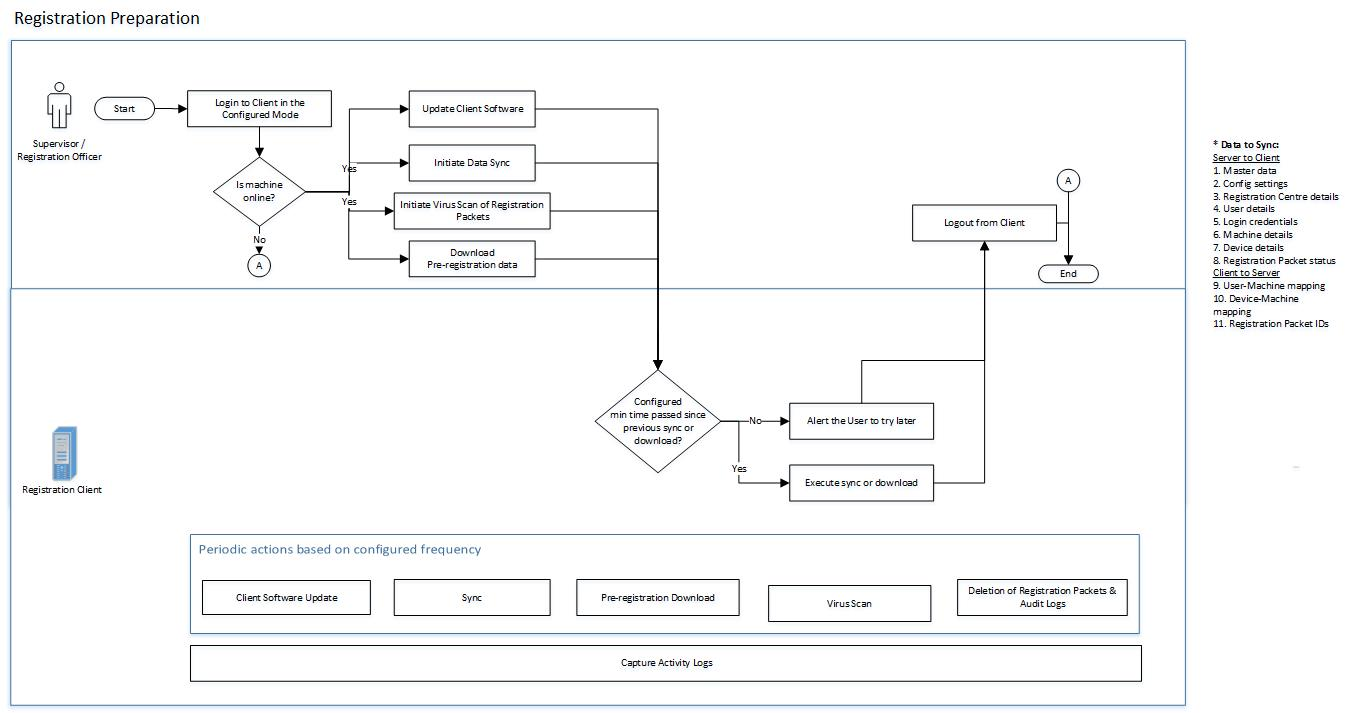 Registration Preparation
Supervisor /
Registration Officer
Start
Login to Client in the
Configured Mode
Is machine
online?
No
A
Yes
Yes
Update Client Software
Initiate Data Sync
Initiate Virus Scan of Registration
Packets
Download
Pre-registration data
A
Logout from Client
End
* Data to Sync:
Server to Client
1. Master data
2. Config settings
3. Registration Centre details
4. User details
5. Login credentials
6. Machine details
7. Device details
8. Registration Packet status
Client to Server
9. User-Machine mapping
10. Device-Machine
mapping
11. Registration Packet IDs
Registration Client
Configured
min time passed since
previous sync or
download?
No
Yes
Alert the User to try later
Execute sync or download
Periodic actions based on configured frequency
Client Software Update
Sync
Pre-registration Download
Virus Scan
Deletion of Registration Packets &
Audit Logs
Capture Activity Logs